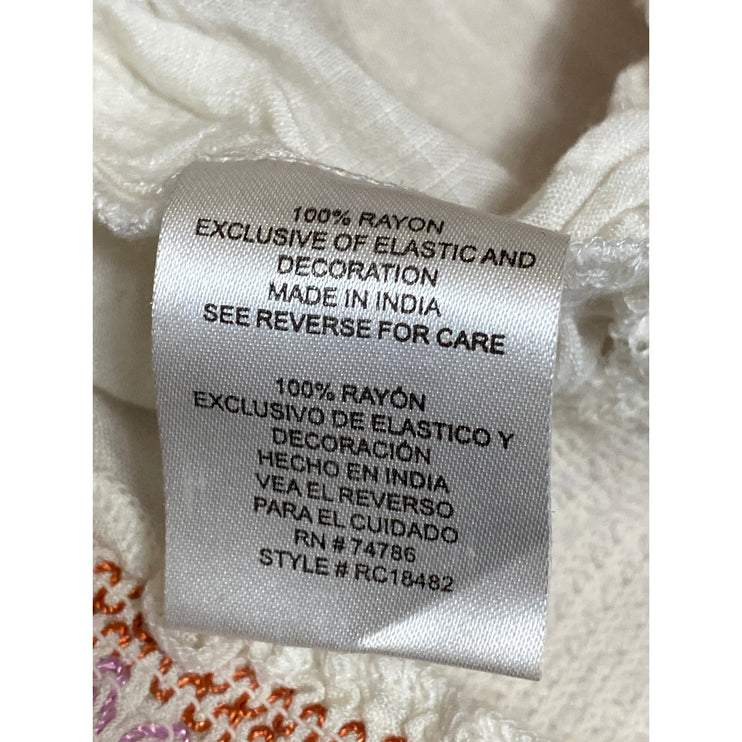 100% RAYON
EXCLUSIVE OF ELASTIC AND
DECORATION
MADE IN INDIA
SEE REVERSE FOR CARE
100% RAYÓN
EXCLUSIVO DE ELASTICO Y
DECORACIÓN
HECHO EN INDIA
VEA EL REVERSO
PARA EL CUIDADO
RN # 74786
STYLE # RC18482